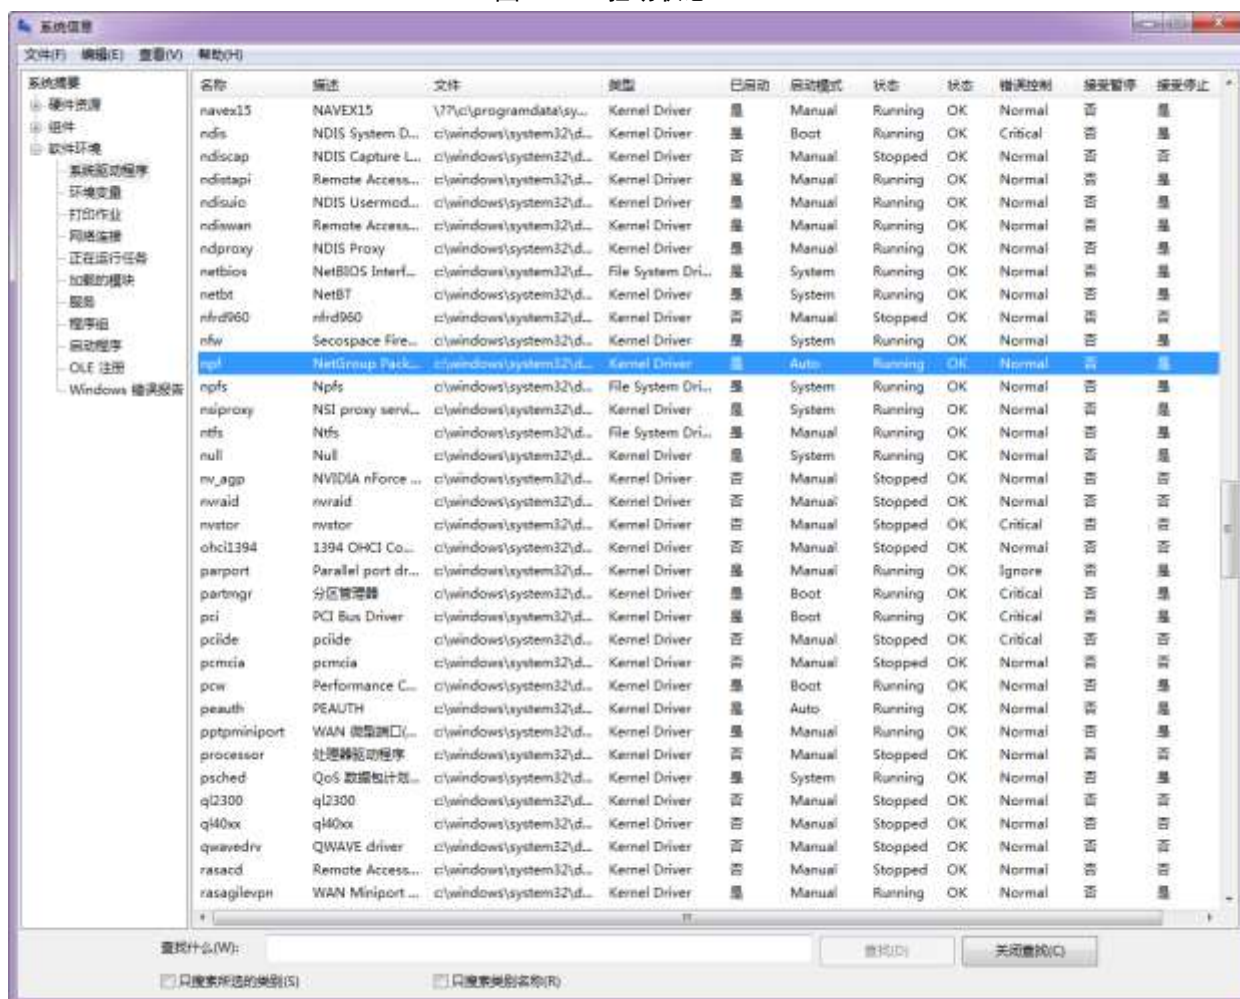 系统信息
文件(F) 编辑(E) 查看(V) 帮助(H)
系统摘要
硬件资源
组件
软件环境
系统驱动程序
环境变量
打印作业
网络连接
正在运行任务
加载的模块
服务
程序组
启动程序
OLE 注册
Windows 错误报告
名称 描述 文件 类型 已启动 启动模式 状态 状态 错误控制 接受暂停 接受停止
navex15 NAVEX15 \??\c:\programdata\sy... Kernel Driver 是 Manual Running OK Normal 否 是
ndis NDIS System D... c:\windows\system32\d... Kernel Driver 是 Boot Running OK Critical 否 是
ndiscap NDIS Capture L... c:\windows\system32\d... Kernel Driver 否 Manual Stopped OK Normal 否 否
ndistapi Remote Access... c:\windows\system32\d... Kernel Driver 是 Manual Running OK Normal 否 是
ndisuio NDIS Usermod... c:\windows\system32\d... Kernel Driver 是 Manual Running OK Normal 否 是
ndiswan Remote Access... c:\windows\system32\d... Kernel Driver 是 Manual Running OK Normal 否 是
ndproxy NDIS Proxy c:\windows\system32\d... Kernel Driver 是 Manual Running OK Normal 否 是
netbios NetBIOS Interf... c:\windows\system32\d... File System Dri... 是 System Running OK Normal 否 是
netbt NetBT c:\windows\system32\d... Kernel Driver 是 System Running OK Normal 否 是
nfrd960 nfrd960 c:\windows\system32\d... Kernel Driver 否 Manual Stopped OK Normal 否 否
nfw Secospace Fire... c:\windows\system32\d... Kernel Driver 是 System Running OK Normal 否 是
npf NetGroup Pack... c:\windows\system32\d... Kernel Driver 是 Auto Running OK Normal 否 是
npfs Npfs c:\windows\system32\d... File System Dri... 是 System Running OK Normal 否 是
nsiproxy NSI proxy servi... c:\windows\system32\d... Kernel Driver 是 System Running OK Normal 否 是
ntfs Ntfs c:\windows\system32\d... File System Dri... 是 Manual Running OK Normal 否 是
null Null c:\windows\system32\d... Kernel Driver 是 System Running OK Normal 否 是
nv_agp NVIDIA nForce ... c:\windows\system32\d... Kernel Driver 否 Manual Stopped OK Normal 否 否
nvraid nvraid c:\windows\system32\d... Kernel Driver 否 Manual Stopped OK Normal 否 否
nvstor nvstor c:\windows\system32\d... Kernel Driver 否 Manual Stopped OK Critical 否 否
ohci1394 1394 OHCI Co... c:\windows\system32\d... Kernel Driver 否 Manual Stopped OK Normal 否 否
parport Parallel port dr... c:\windows\system32\d... Kernel Driver 是 Manual Running OK Ignore 否 是
partmgr 分区管理器 c:\windows\system32\d... Kernel Driver 是 Boot Running OK Critical 否 是
pci PCI Bus Driver c:\windows\system32\d... Kernel Driver 是 Boot Running OK Critical 否 是
pciide pciide c:\windows\system32\d... Kernel Driver 否 Manual Stopped OK Critical 否 否
pcmcia pcmcia c:\windows\system32\d... Kernel Driver 否 Manual Stopped OK Normal 否 否
pcw Performance C... c:\windows\system32\d... Kernel Driver 是 Boot Running OK Normal 否 是
peauth PEAUTH c:\windows\system32\d... Kernel Driver 是 Auto Running OK Normal 否 是
pptpminiport WAN 微型端口(... c:\windows\system32\d... Kernel Driver 是 Manual Running OK Normal 否 是
processor 处理器驱动程序 c:\windows\system32\d... Kernel Driver 否 Manual Stopped OK Normal 否 否
psched QoS 数据包计划... c:\windows\system32\d... Kernel Driver 是 System Running OK Normal 否 是
ql2300 ql2300 c:\windows\system32\d... Kernel Driver 否 Manual Stopped OK Normal 否 否
ql40xx ql40xx c:\windows\system32\d... Kernel Driver 否 Manual Stopped OK Normal 否 否
qwavedrv QWAVE driver c:\windows\system32\d... Kernel Driver 否 Manual Stopped OK Normal 否 否
rasacd Remote Access... c:\windows\system32\d... Kernel Driver 否 Manual Stopped OK Normal 否 否
rasagilevpn WAN Miniport ... c:\windows\system32\d... Kernel Driver 是 Manual Running OK Normal 否 是
查找什么(W): 查找(D) 关闭查找(C)
只搜索所选的类别(S) 只搜索类别名称(R)